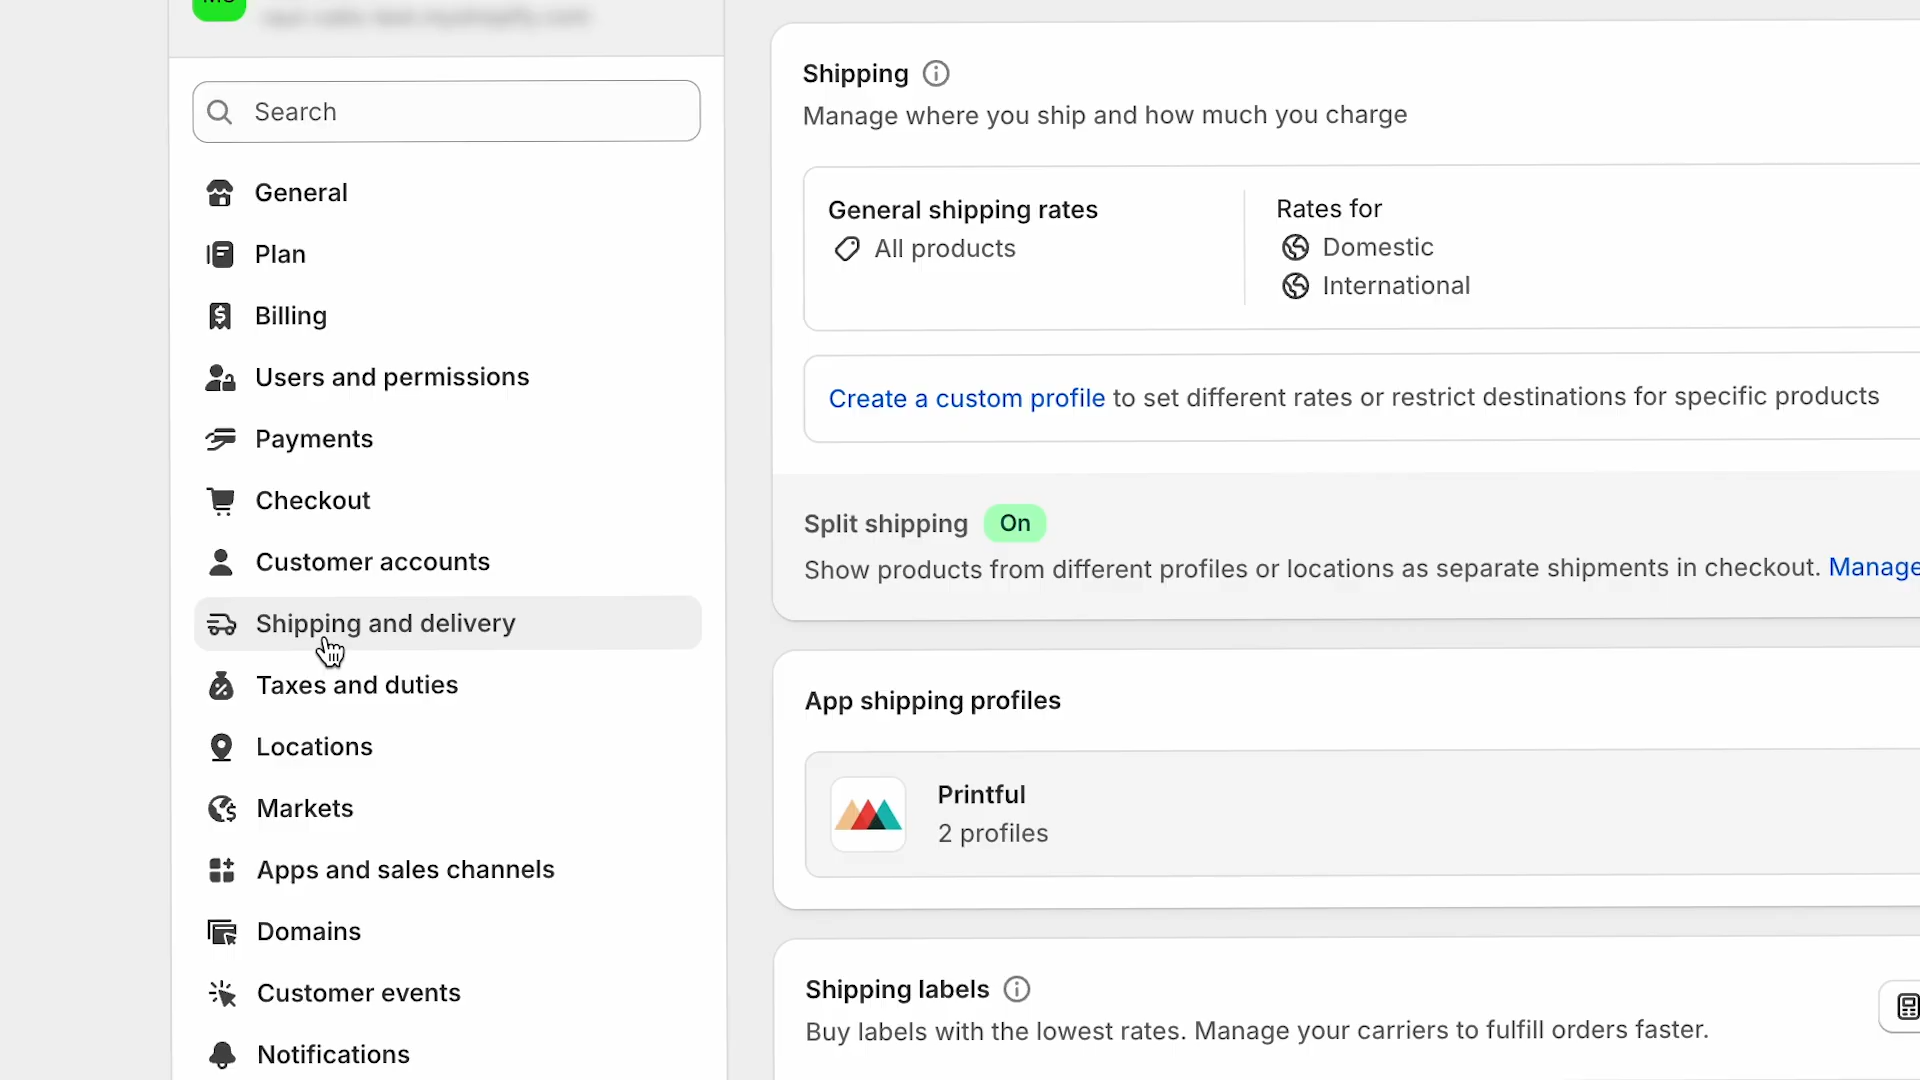 Search
General
Plan
Billing
Users and permissions
Payments
Checkout
Customer accounts
Shipping and delivery
Taxes and duties
Locations
Markets
Apps and sales channels
Domains
Customer events
Notifications
Shipping
Manage where you ship and how much you charge
General shipping rates
All products
Rates for
Domestic
International
Create a custom profile to set different rates or restrict destinations for specific products
Split shipping On
Show products from different profiles or locations as separate shipments in checkout. Manage
App shipping profiles
Printful
2 profiles
Shipping labels
Buy labels with the lowest rates. Manage your carriers to fulfill orders faster.